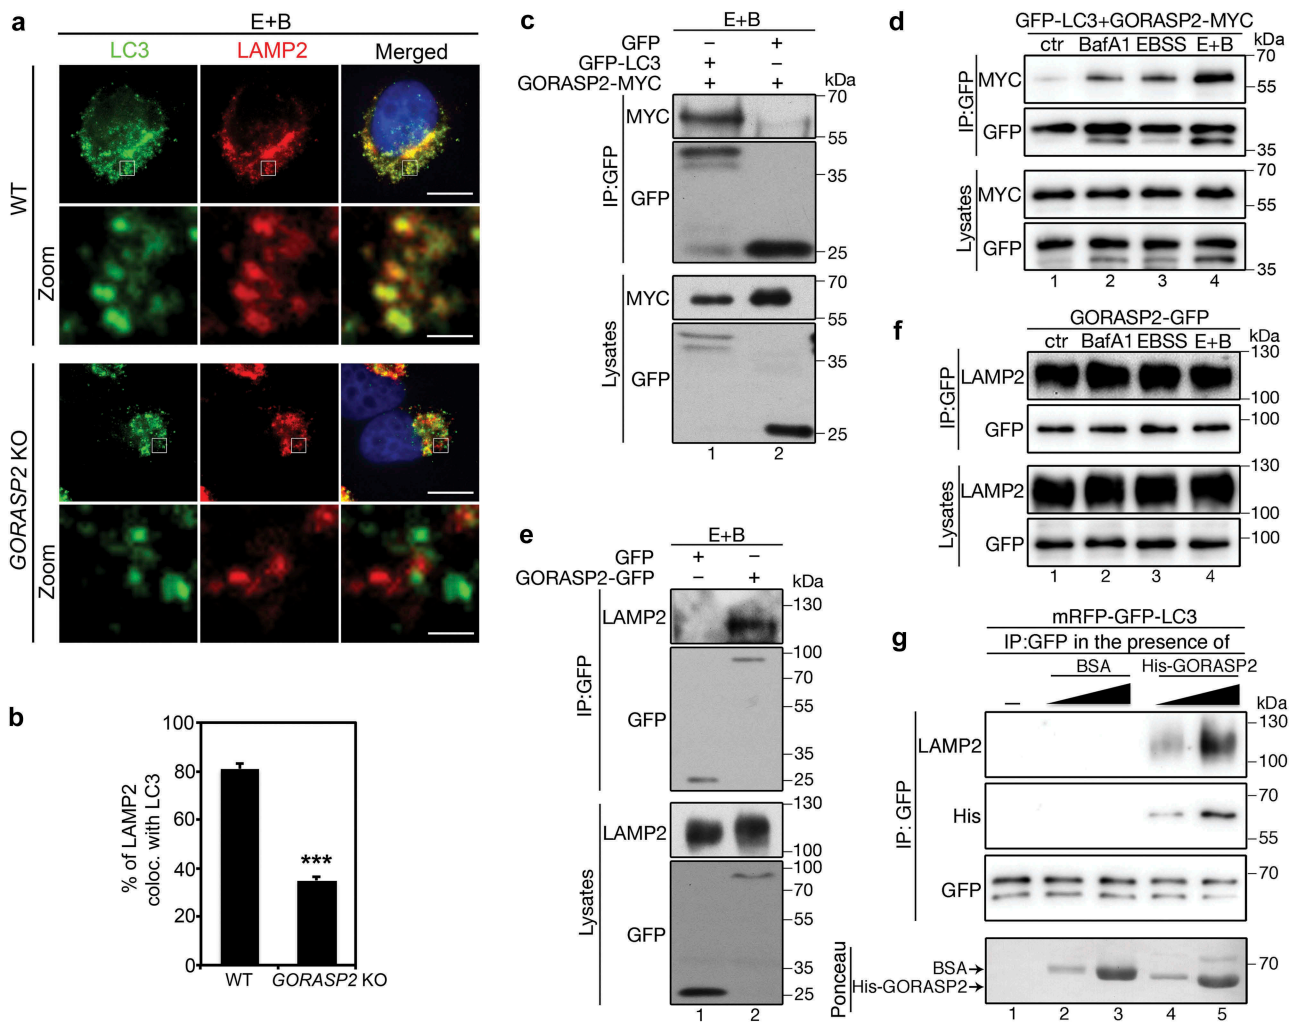 a
E+B
LC3
LAMP2
Merged
WT
Zoom
GORASP2 KO
Zoom
b
% of LAMP2
coloc. with LC3
100
80
60
40
20
0
***
WT
GORASP2 KO
c
E+B
GFP − +
GFP-LC3 + −
GORASP2-MYC + +
kDa
IP:GFP
MYC
70
55
GFP
35
25
Lysates
MYC
70
55
GFP
35
25
1 2
d
GFP-LC3+GORASP2-MYC
ctr BafA1 EBSS E+B
kDa
IP:GFP
MYC
70
55
GFP
35
Lysates
MYC
70
55
GFP
35
1 2 3 4
e
E+B
GFP + −
GORASP2-GFP − +
kDa
IP:GFP
LAMP2
130
100
GFP
70
55
35
25
Lysates
LAMP2
130
100
GFP
100
70
55
35
25
1 2
f
GORASP2-GFP
ctr BafA1 EBSS E+B
kDa
IP:GFP
LAMP2
130
100
GFP
100
Lysates
LAMP2
130
100
GFP
100
1 2 3 4
g
mRFP-GFP-LC3
IP:GFP in the presence of
− BSA His-GORASP2
kDa
IP: GFP
LAMP2
130
100
His
70
55
GFP
70
Ponceau
BSA→
His-GORASP2→
70
1 2 3 4 5